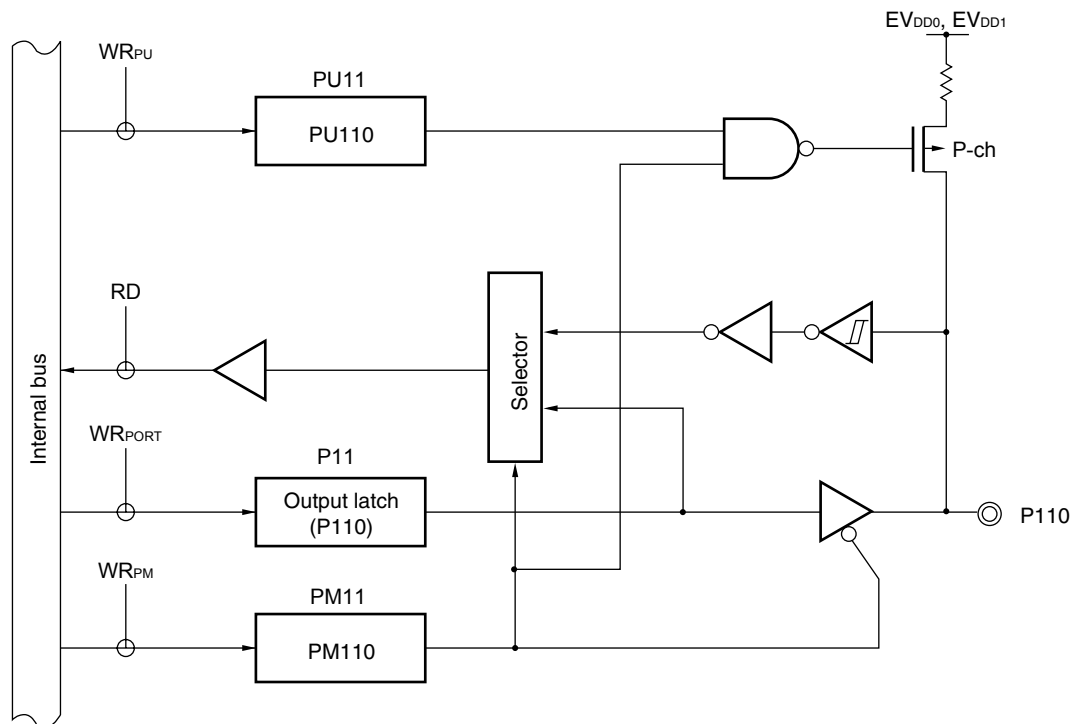 EVDD0, EVDD1
WRPU
PU11
PU110
P-ch
RD
Selector
Internal bus
WRPORT
P11
Output latch
(P110)
P110
WRPM
PM11
PM110